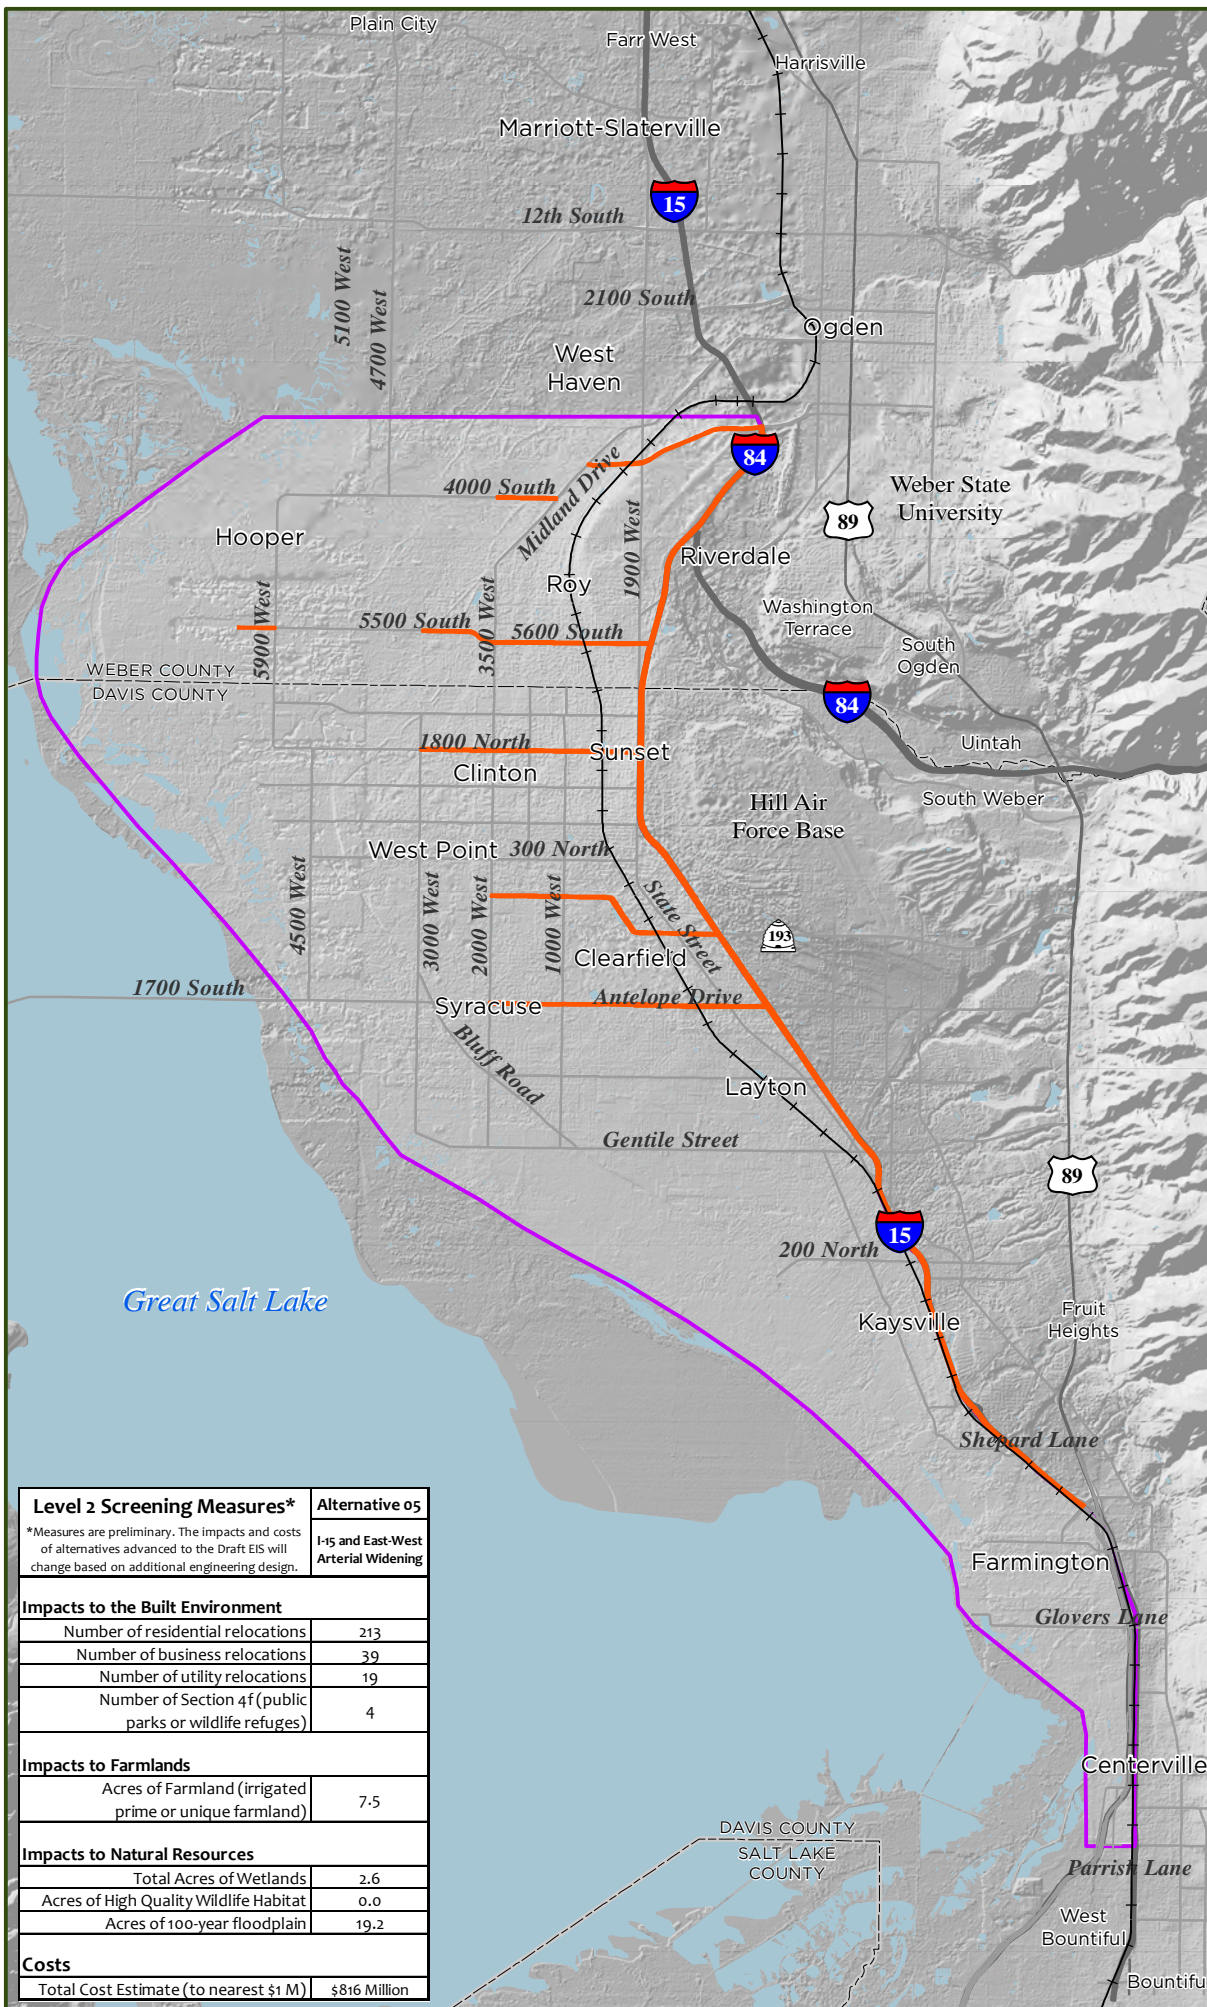 Plain City
Farr West
Harrisville
Marriott-Slaterville
15
12th South
5100 West
4700 West
2100 South
Ogden
West
Haven
84
Midland Drive
4000 South
Weber State
University
89
Hooper
1900 West
Riverdale
Roy
5900 West
3500 West
5500 South
5600 South
Washington
Terrace
South
Ogden
WEBER COUNTY
DAVIS COUNTY
84
1800 North
Sunset
Uintah
Clinton
Hill Air
Force Base
South Weber
West Point
300 North
4500 West
3000 West
2000 West
1000 West
State Street
193
Clearfield
1700 South
Syracuse
Antelope Drive
Bluff Road
Layton
Gentile Street
89
15
200 North
Great Salt Lake
Kaysville
Fruit
Heights
Shepard Lane
Farmington
Glovers Lane
Centerville
DAVIS COUNTY
SALT LAKE
COUNTY
Parrish Lane
West
Bountiful
Bountifu
Level 2 Screening Measures*
*Measures are preliminary. The impacts and costs
of alternatives advanced to the Draft EIS will
change based on additional engineering design.
Alternative 05
I-15 and East-West
Arterial Widening
Impacts to the Built Environment
Number of residential relocations 213
Number of business relocations 39
Number of utility relocations 19
Number of Section 4f (public
parks or wildlife refuges) 4
Impacts to Farmlands
Acres of Farmland (irrigated
prime or unique farmland) 7.5
Impacts to Natural Resources
Total Acres of Wetlands 2.6
Acres of High Quality Wildlife Habitat 0.0
Acres of 100-year floodplain 19.2
Costs
Total Cost Estimate (to nearest $1 M) $816 Million